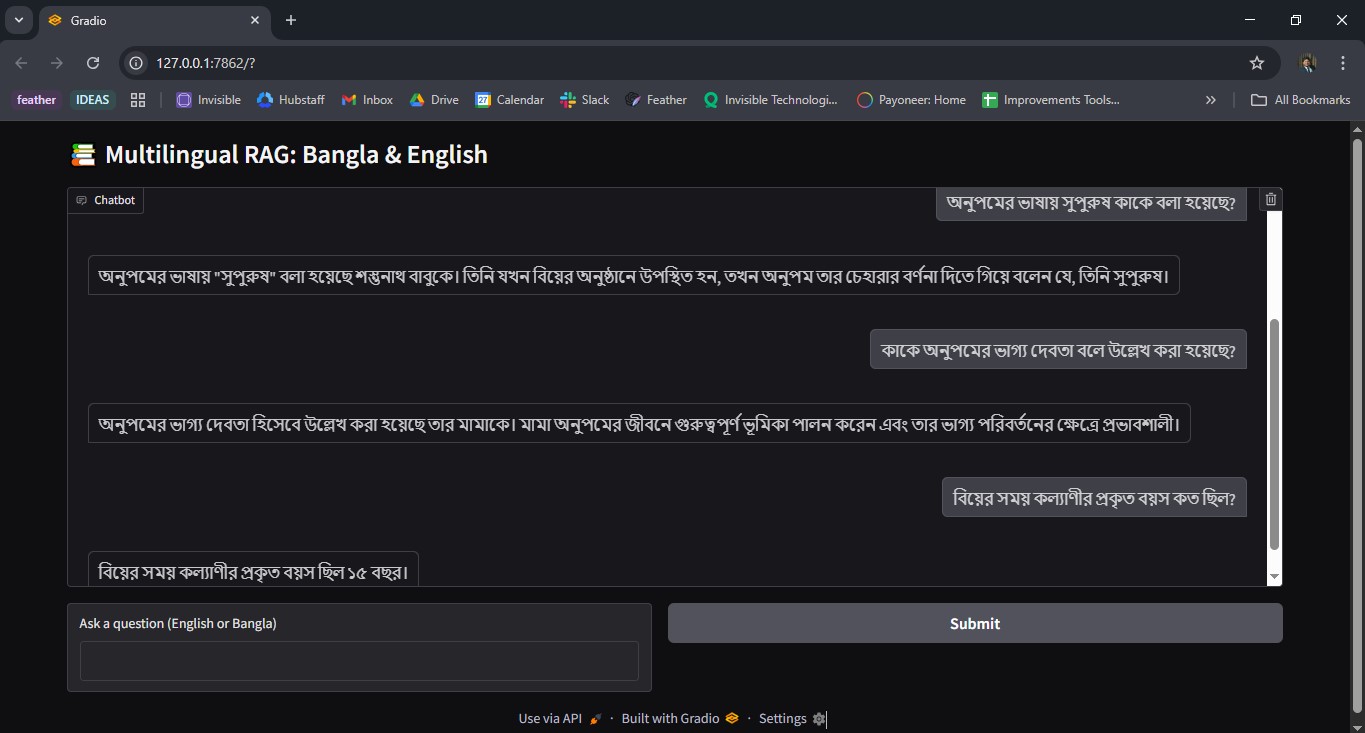 Gradio
127.0.0.1:7862/?
feather IDEAS Invisible Hubstaff Inbox Drive 27 Calendar Slack Feather Invisible Technologi... Payoneer: Home Improvements Tools... » All Bookmarks
Multilingual RAG: Bangla & English
Chatbot
অনুপমের ভাষায় সুপুরুষ কাকে বলা হয়েছে?
অনুপমের ভাষায় "সুপুরুষ" বলা হয়েছে শম্ভুনাথ বাবুকে। তিনি যখন বিয়ের অনুষ্ঠানে উপস্থিত হন, তখন অনুপম তার চেহারার বর্ণনা দিতে গিয়ে বলেন যে, তিনি সুপুরুষ।
কাকে অনুপমের ভাগ্য দেবতা বলে উল্লেখ করা হয়েছে?
অনুপমের ভাগ্য দেবতা হিসেবে উল্লেখ করা হয়েছে তার মামাকে। মামা অনুপমের জীবনে গুরুত্বপূর্ণ ভূমিকা পালন করেন এবং তার ভাগ্য পরিবর্তনের ক্ষেত্রে প্রভাবশালী।
বিয়ের সময় কল্যাণীর প্রকৃত বয়স কত ছিল?
বিয়ের সময় কল্যাণীর প্রকৃত বয়স ছিল ১৫ বছর।
Ask a question (English or Bangla)
Submit
Use via API · Built with Gradio · Settings